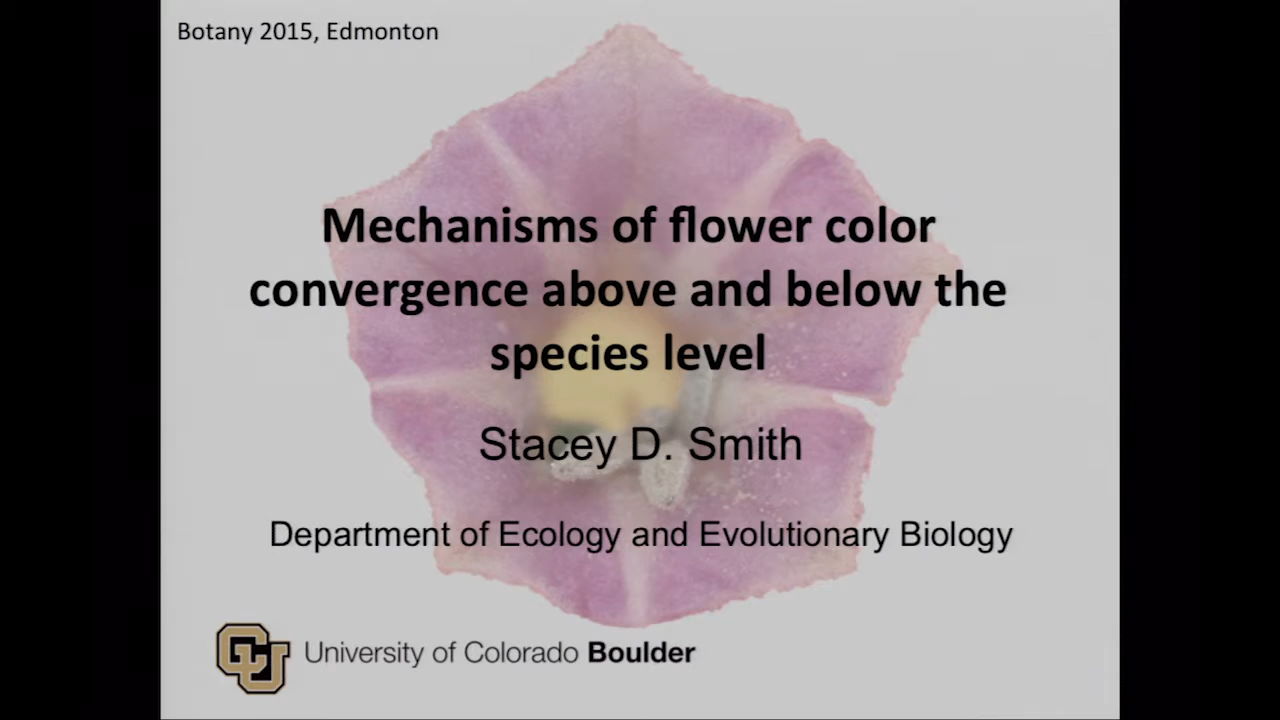 Botany 2015, Edmonton
Mechanisms of flower color
convergence above and below the
species level
Stacey D. Smith
Department of Ecology and Evolutionary Biology
CU University of Colorado Boulder